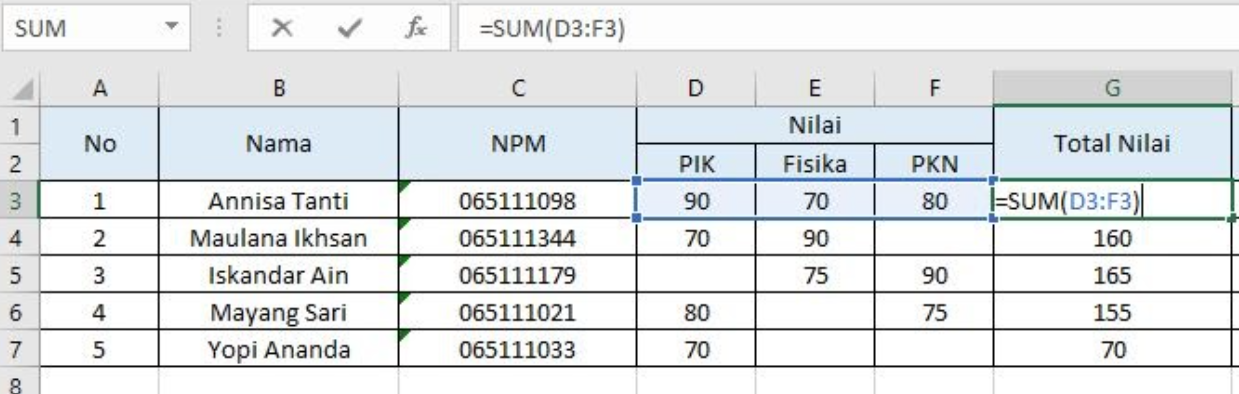 SUM fx =SUM(D3:F3)
A B C D E F G
1 No Nama NPM Nilai Total Nilai
2 PIK Fisika PKN
3 1 Annisa Tanti 065111098 90 70 80 =SUM(D3:F3)
4 2 Maulana Ikhsan 065111344 70 90 160
5 3 Iskandar Ain 065111179 75 90 165
6 4 Mayang Sari 065111021 80 75 155
7 5 Yopi Ananda 065111033 70 70
8